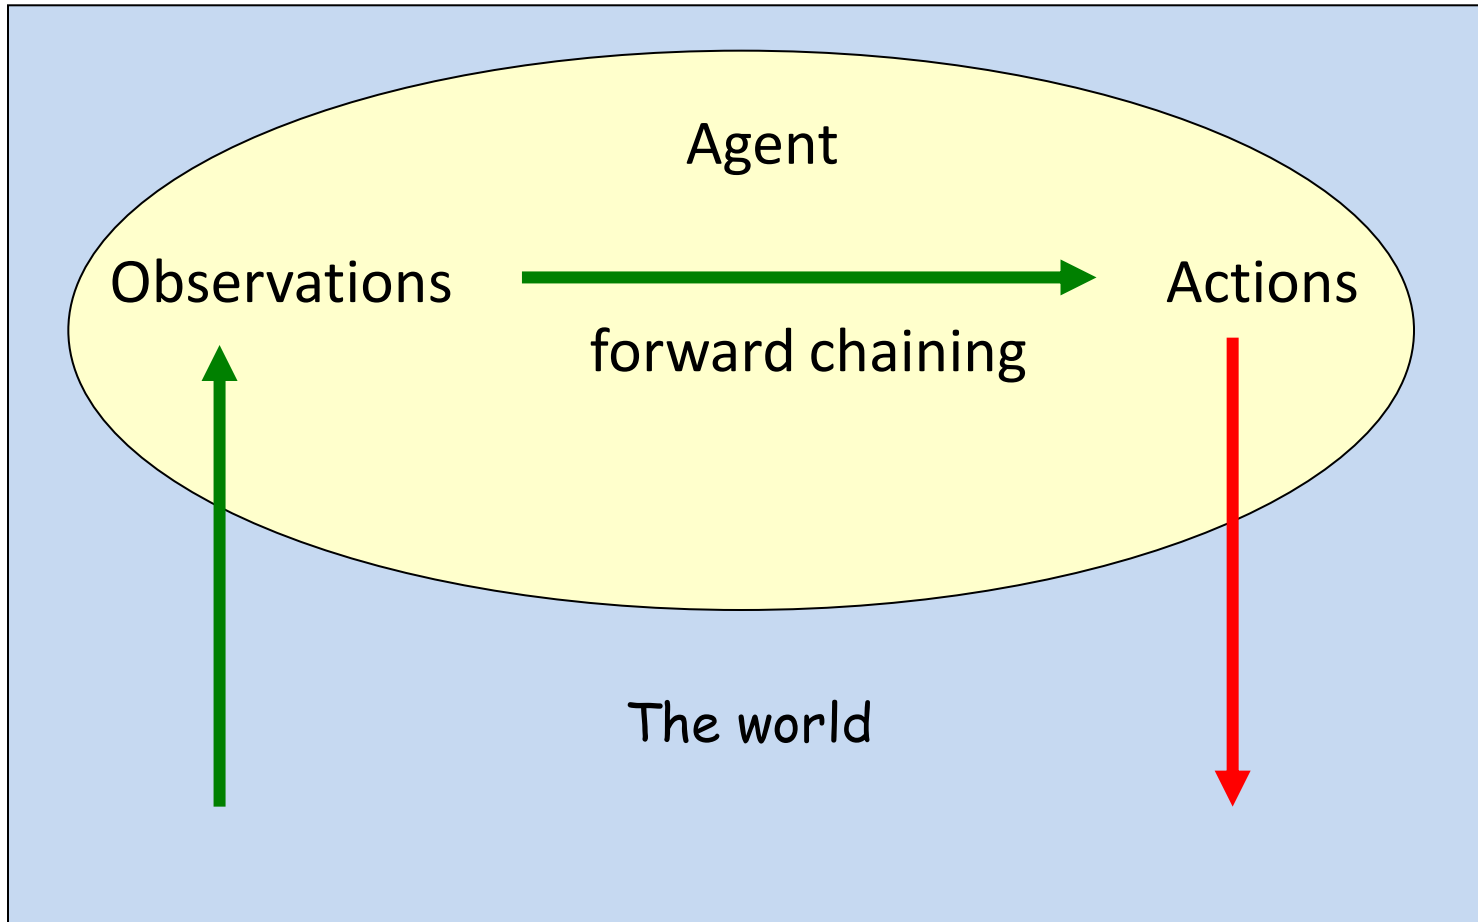 Agent
Observations
Actions
forward chaining
The world